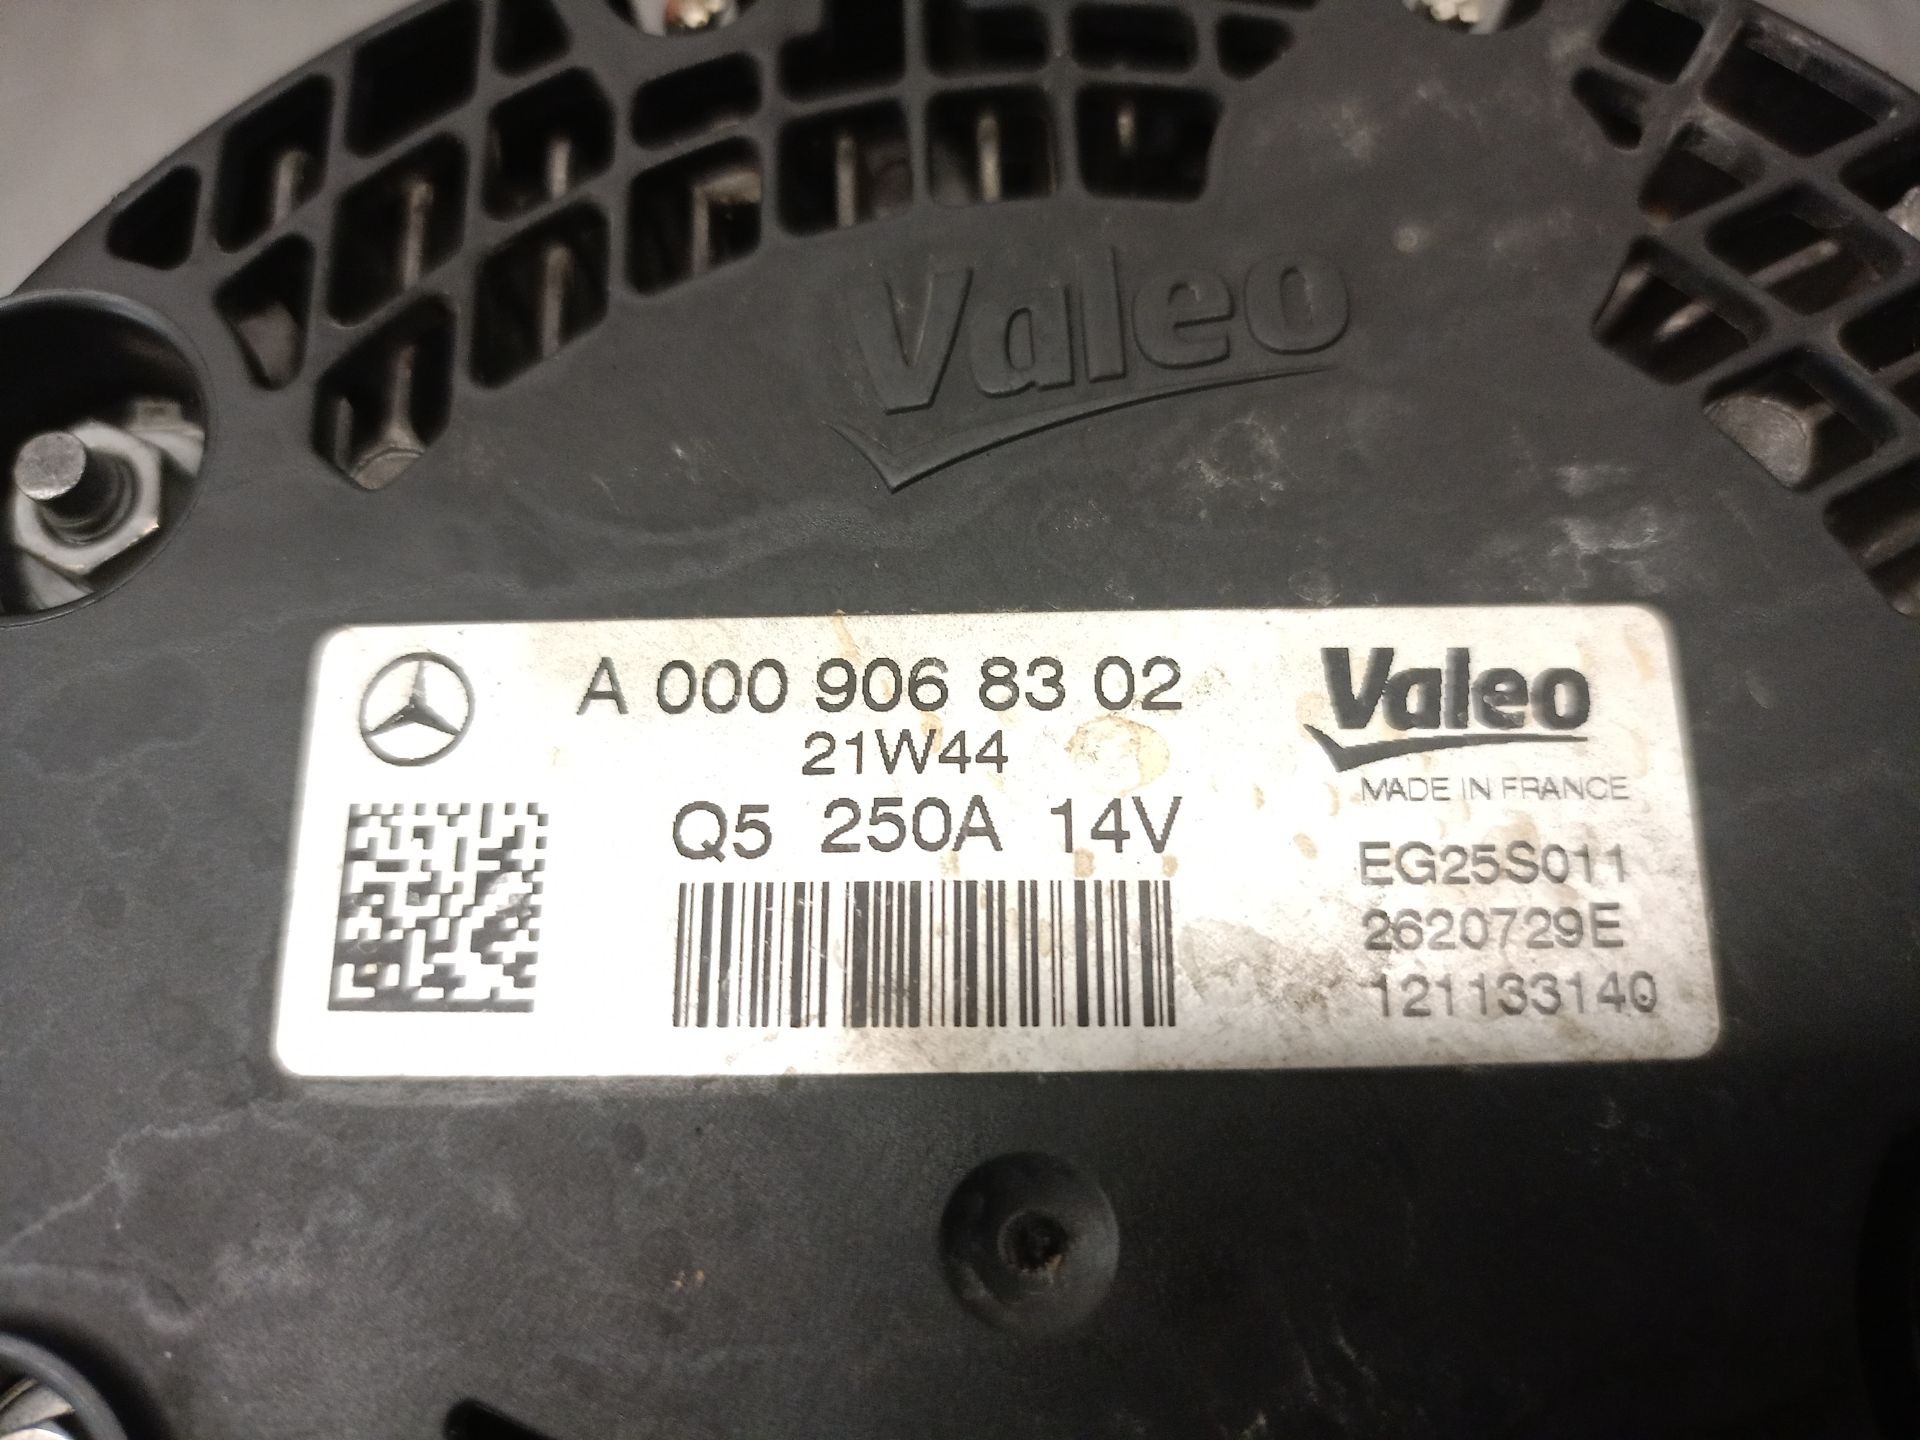 Valeo
A 000 906 83 02
21W44
Q5 250A 14V
Valeo
MADE IN FRANCE
EG25S011
2620729E
121133140